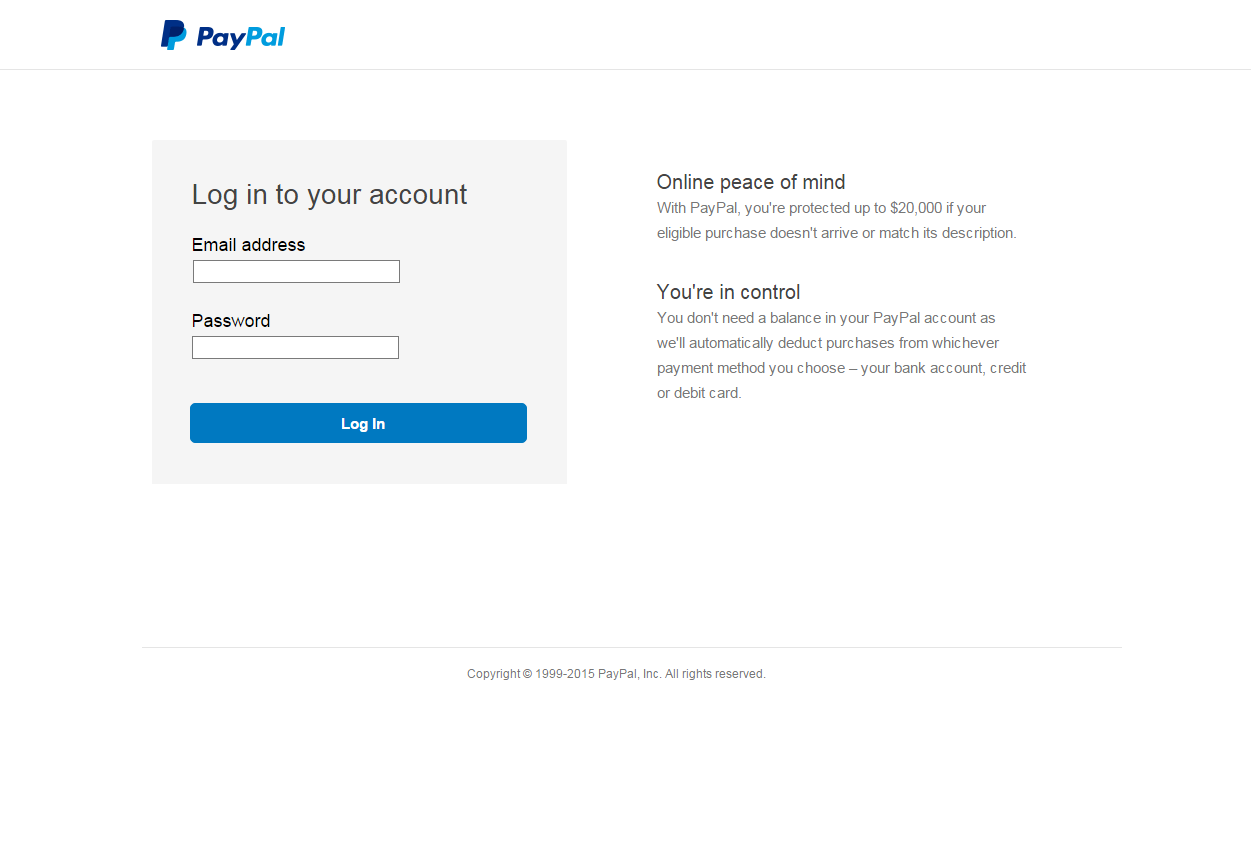 PayPal
Log in to your account
Email address
Password
Log In
Online peace of mind
With PayPal, you're protected up to $20,000 if your
eligible purchase doesn't arrive or match its description.
You're in control
You don't need a balance in your PayPal account as
we'll automatically deduct purchases from whichever
payment method you choose – your bank account, credit
or debit card.
Copyright © 1999-2015 PayPal, Inc. All rights reserved.